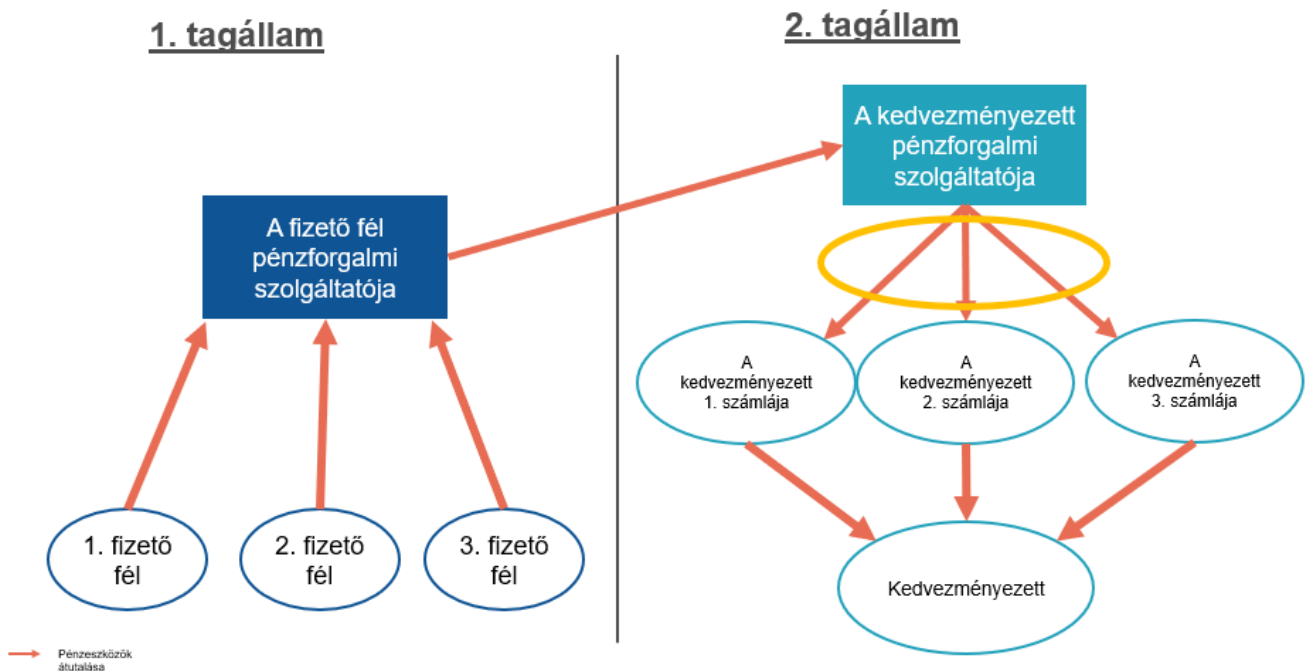 1. tagállam
2. tagállam
A kedvezményezett
pénzforgalmi
szolgáltatója
A fizető fél
pénzforgalmi
szolgáltatója
A
kedvezményezett
1. számlája
A
kedvezményezett
2. számlája
A
kedvezményezett
3. számlája
1. fizető
fél
2. fizető
fél
3. fizető
fél
Kedvezményezett
Pénzeszközök
átutalása